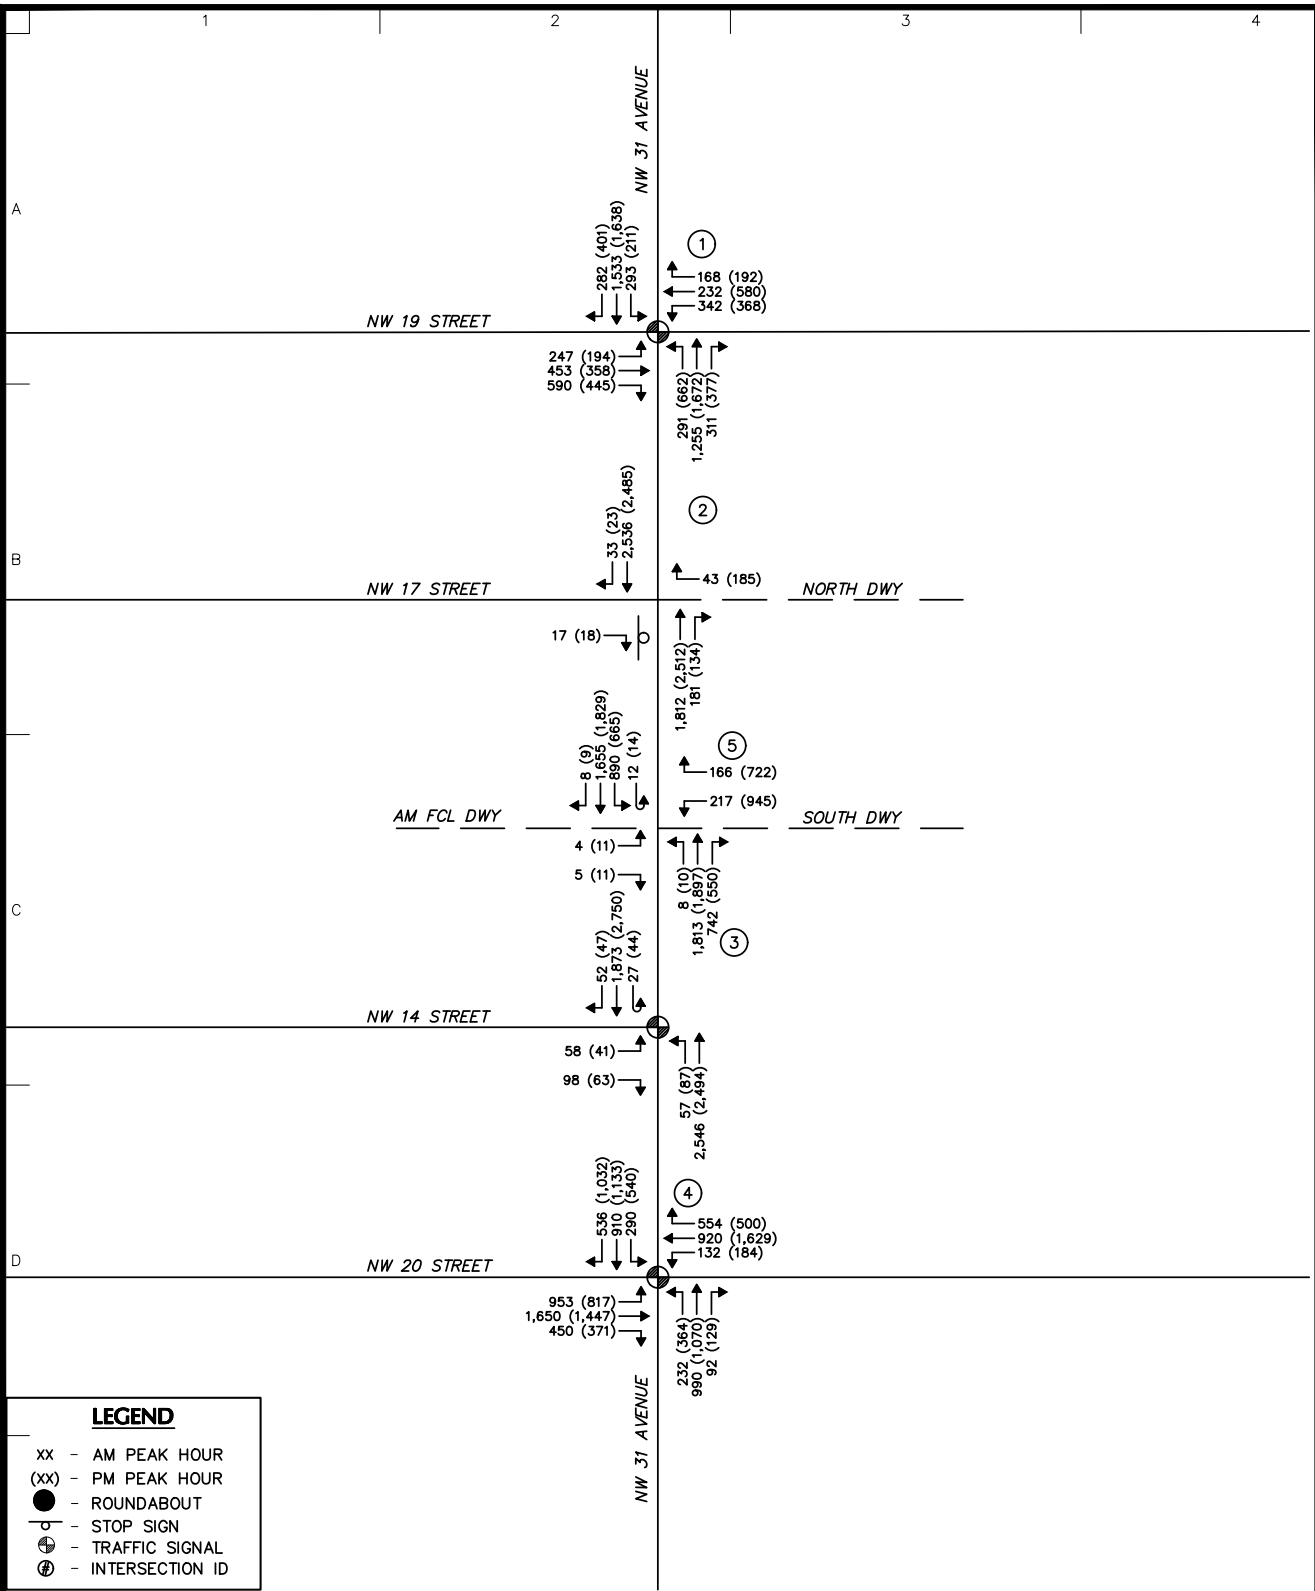 1
2
3
4
NW 31 AVENUE
A
282 (401)
1,533 (1,638)
293 (211)
1
168 (192)
232 (580)
342 (368)
NW 19 STREET
247 (194)
453 (358)
590 (445)
291 (662)
1,255 (1,672)
311 (377)
33 (23)
2,536 (2,485)
2
B
43 (185)
NW 17 STREET
NORTH DWY
17 (18)
1,812 (2,512)
181 (134)
8 (9)
1,655 (1,829)
890 (665)
12 (14)
5
166 (722)
217 (945)
AM FCL DWY
SOUTH DWY
4 (11)
5 (11)
8 (10)
1,813 (1,897)
742 (550)
C
3
52 (47)
1,873 (2,750)
27 (44)
NW 14 STREET
58 (41)
98 (63)
57 (87)
2,546 (2,494)
536 (1,032)
910 (1,133)
290 (540)
4
554 (500)
920 (1,629)
132 (184)
D
NW 20 STREET
953 (817)
1,650 (1,447)
450 (371)
232 (364)
990 (1,070)
92 (129)
NW 31 AVENUE
LEGEND
XX - AM PEAK HOUR
(XX) - PM PEAK HOUR
- ROUNDABOUT
- STOP SIGN
- TRAFFIC SIGNAL
# - INTERSECTION ID